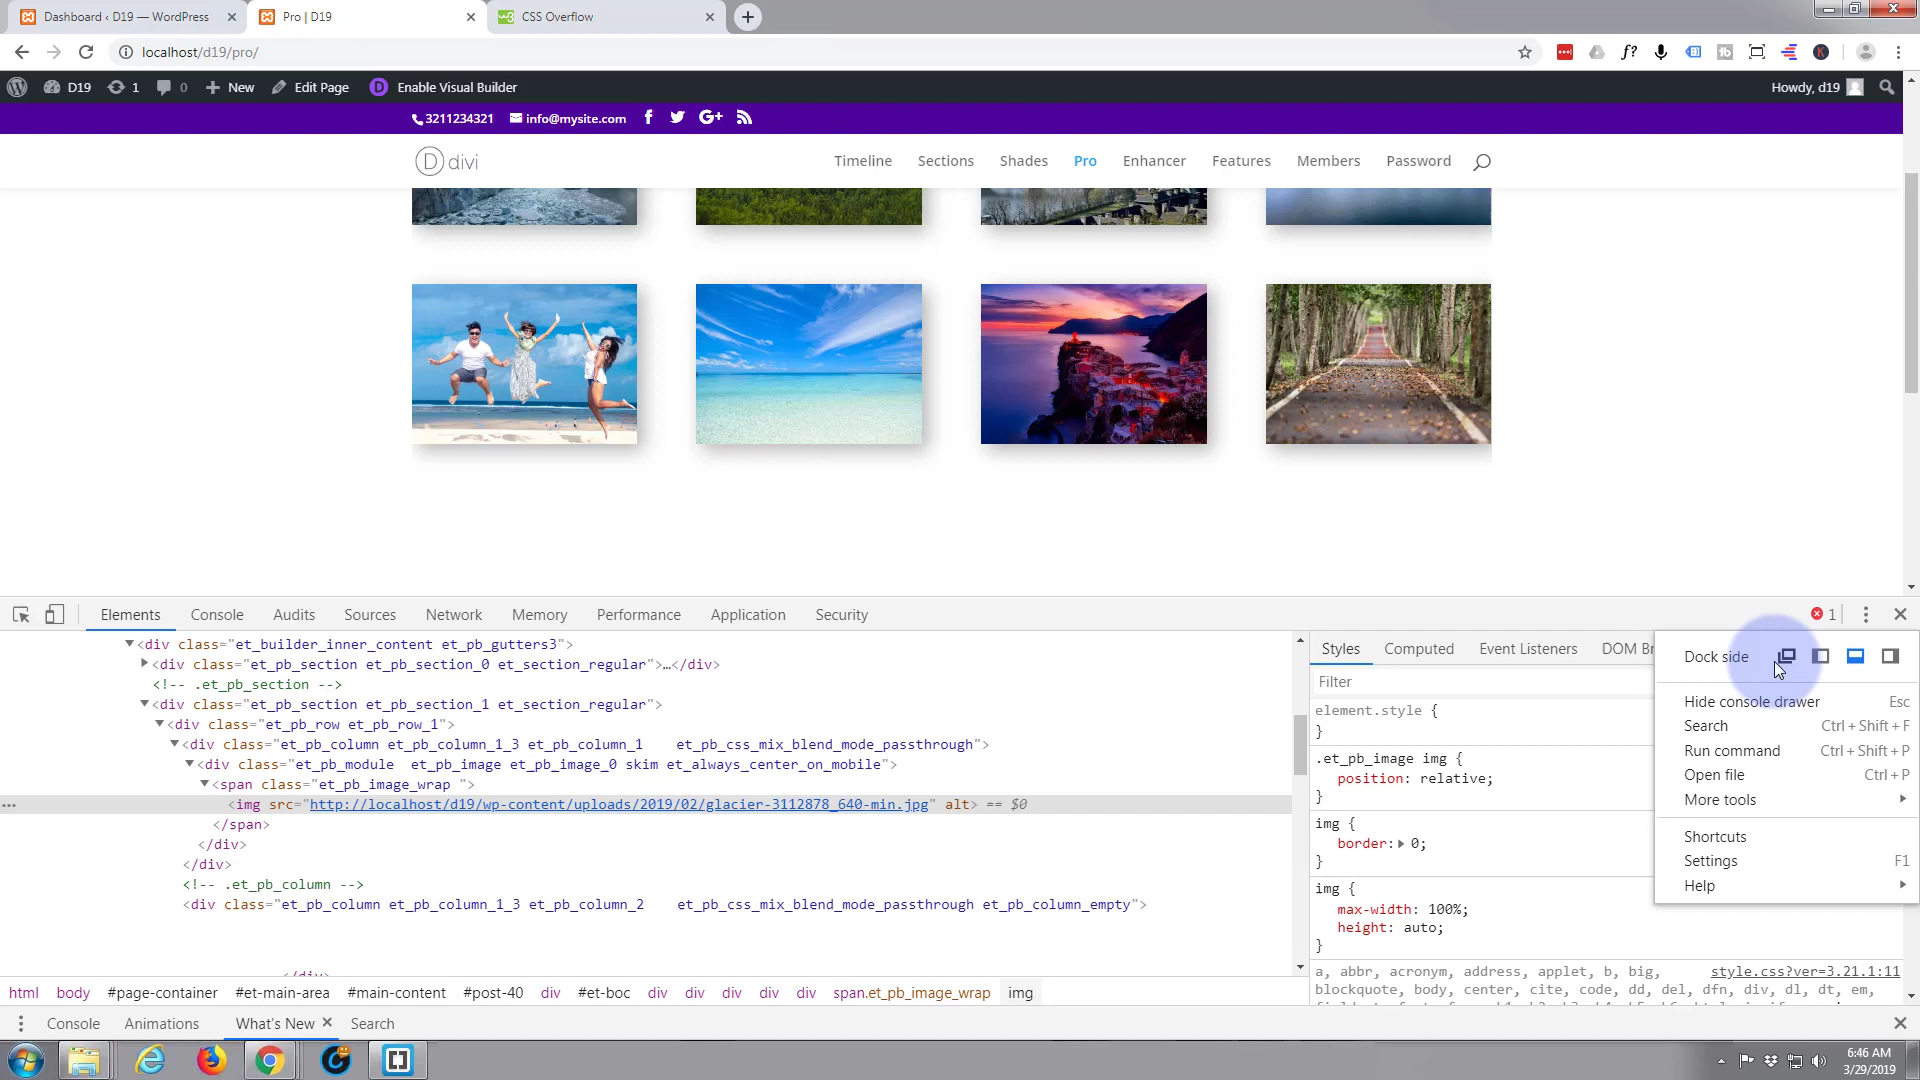 Dashboard ‹ D19 — WordPress
Pro | D19
CSS Overflow
localhost/d19/pro/
D19 1 0 New Edit Page Enable Visual Builder Howdy, d19
3211234321 info@mysite.com
divi Timeline Sections Shades Pro Enhancer Features Members Password
Elements Console Audits Sources Network Memory Performance Application Security 1
<div class="et_builder_inner_content et_pb_gutters3">
<div class="et_pb_section et_pb_section_0 et_section_regular">…</div>
<!-- .et_pb_section -->
<div class="et_pb_section et_pb_section_1 et_section_regular">
<div class="et_pb_row et_pb_row_1">
<div class="et_pb_column et_pb_column_1_3 et_pb_column_1    et_pb_css_mix_blend_mode_passthrough">
<div class="et_pb_module  et_pb_image et_pb_image_0 skim et_always_center_on_mobile">
<span class="et_pb_image_wrap ">
<img src="http://localhost/d19/wp-content/uploads/2019/02/glacier-3112878_640-min.jpg" alt> == $0
</span>
</div>
</div>
<!-- .et_pb_column -->
<div class="et_pb_column et_pb_column_1_3 et_pb_column_2    et_pb_css_mix_blend_mode_passthrough et_pb_column_empty">
</div>
html body #page-container #et-main-area #main-content #post-40 div #et-boc div div div div div span.et_pb_image_wrap img
Styles Computed Event Listeners DOM Br
Filter
element.style {
}
.et_pb_image img {
position: relative;
}
img {
border: 0;
}
img {
max-width: 100%;
height: auto;
}
a, abbr, acronym, address, applet, b, big, style.css?ver=3.21.1:11
blockquote, body, center, cite, code, dd, del, dfn, div, dl, dt, em,
Dock side
Hide console drawer Esc
Search Ctrl + Shift + F
Run command Ctrl + Shift + P
Open file Ctrl + P
More tools
Shortcuts
Settings F1
Help
Console Animations What's New Search
6:46 AM
3/29/2019